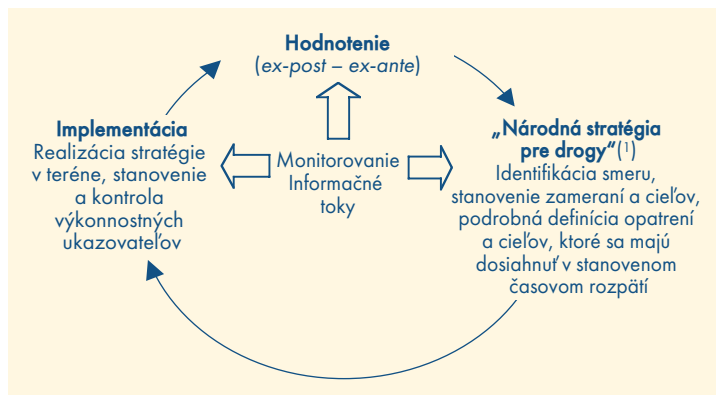 Hodnotenie
(ex-post – ex-ante)
Implementácia
Realizácia stratégie
v teréne, stanovenie
a kontrola
výkonnostných
ukazovateľov
Monitorovanie
Informačné
toky
„Národná stratégia
pre drogy“(¹)
Identifikácia smeru,
stanovenie zameraní a cieľov,
podrobná definícia opatrení
a cieľov, ktoré sa majú
dosiahnuť v stanovenom
časovom rozpätí